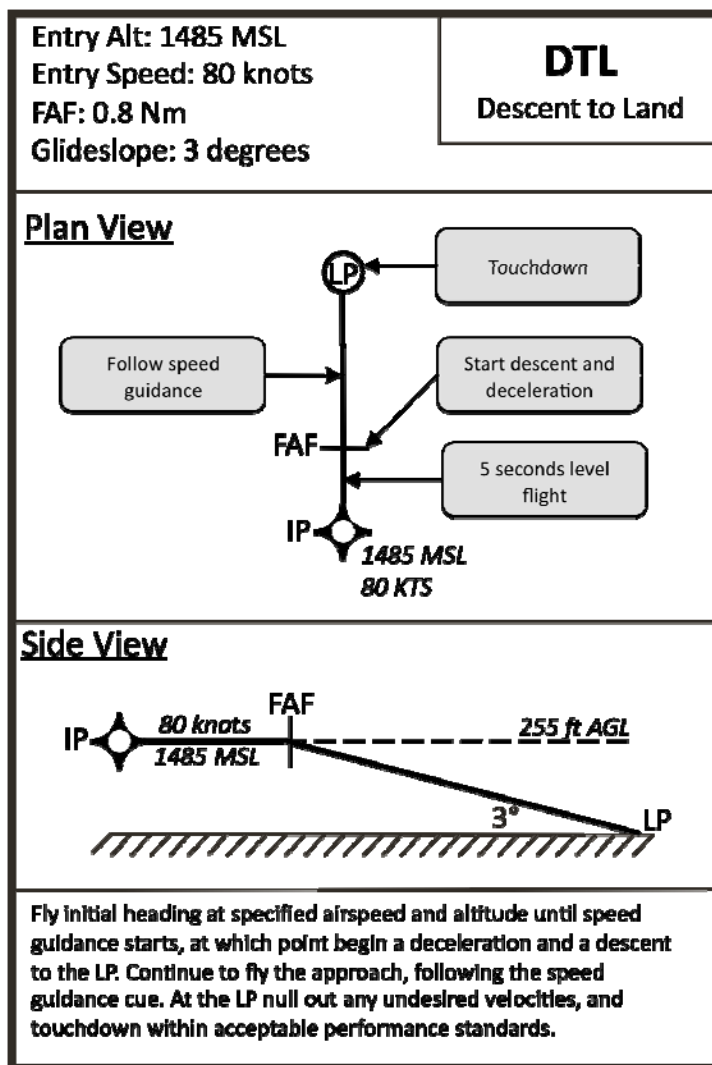 Entry Alt: 1485 MSL
Entry Speed: 80 knots
FAF: 0.8 Nm
Glideslope: 3 degrees
DTL
Descent to Land
Plan View
LP
Touchdown
Follow speed
guidance
Start descent and
deceleration
FAF
5 seconds level
flight
IP
1485 MSL
80 KTS
Side View
FAF
IP
80 knots
1485 MSL
255 ft AGL
3°
LP
Fly initial heading at specified airspeed and altitude until speed
guidance starts, at which point begin a deceleration and a descent
to the LP. Continue to fly the approach, following the speed
guidance cue. At the LP null out any undesired velocities, and
touchdown within acceptable performance standards.